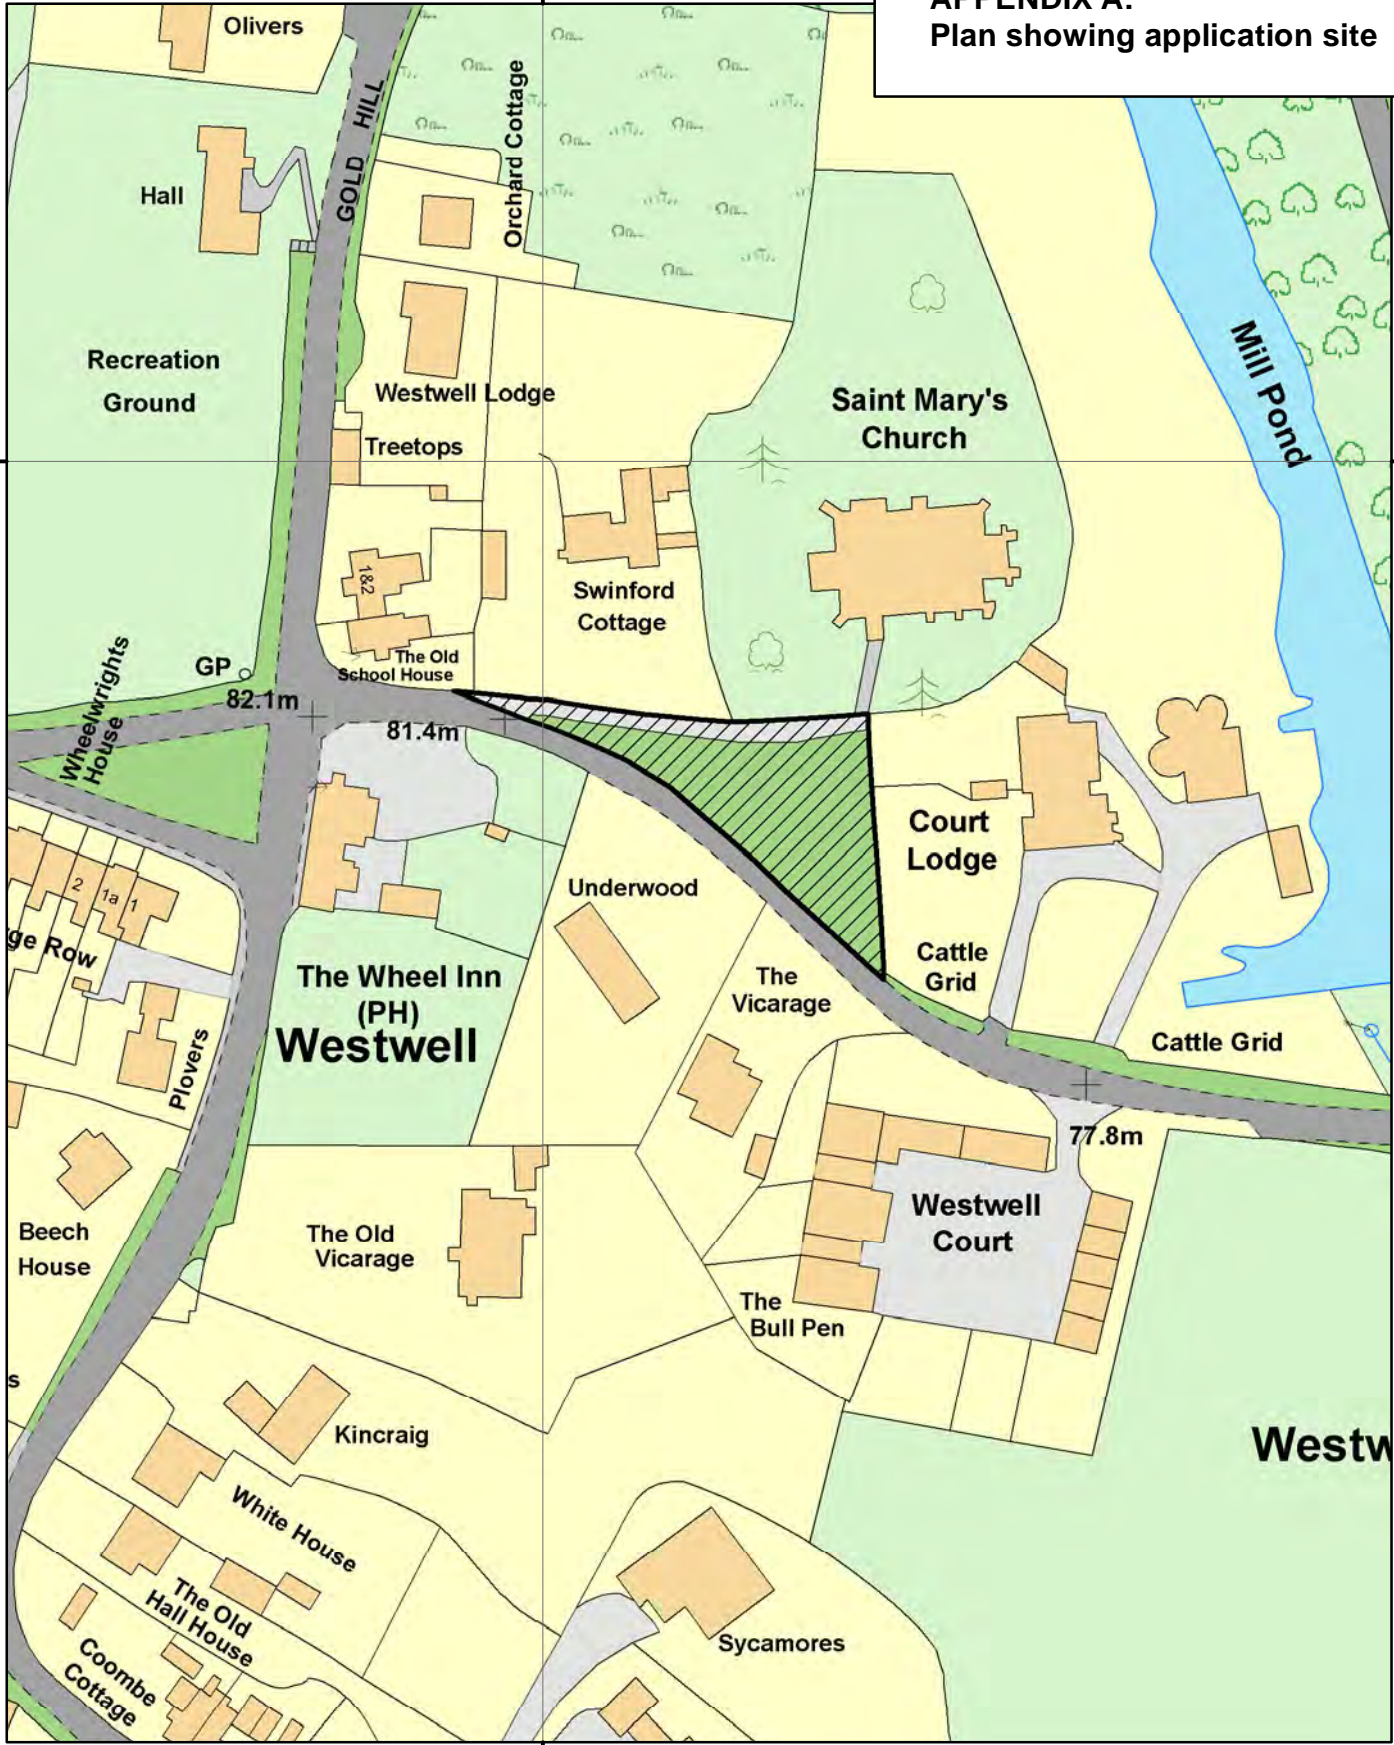 APPENDIX A:
Plan showing application site
Olivers
GOLD HILL
Orchard Cottage
Hall
Recreation
Ground
Westwell Lodge
Treetops
Saint Mary's
Church
Mill Pond
1&2
Swinford
Cottage
The Old
School House
GP
82.1m
81.4m
Wheelwrights
House
Court
Lodge
Underwood
2
1a
1
ge Row
Cattle
Grid
The Wheel Inn
(PH)
Westwell
The
Vicarage
Plovers
Cattle Grid
77.8m
Beech
House
The Old
Vicarage
Westwell
Court
The
Bull Pen
s
Kincraig
Westw
White House
The Old
Hall House
Sycamores
Coombe
Cottage